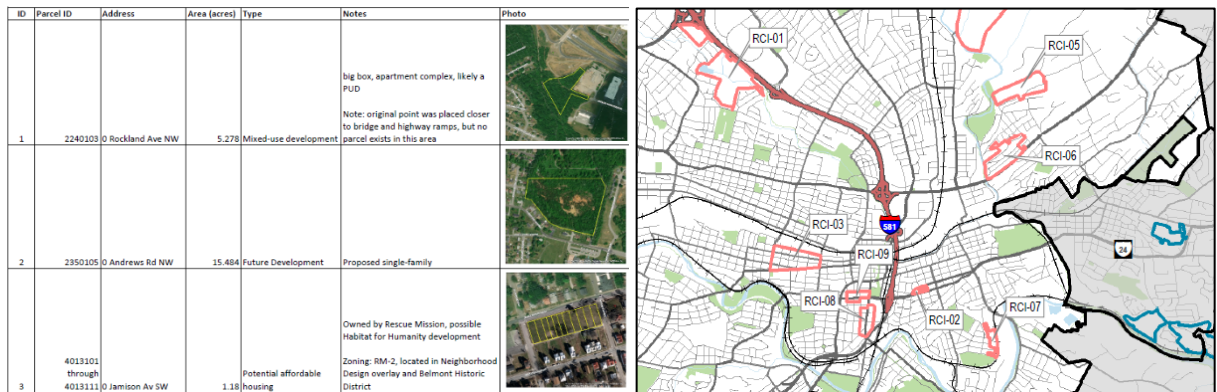 ID Parcel ID Address Area (acres) Type Notes Photo
big box, apartment complex, likely a
PUD
Note: original point was placed closer
to bridge and highway ramps, but no
1 2240103 0 Rockland Ave NW 5.278 Mixed-use development parcel exists in this area
2 2350105 0 Andrews Rd NW 15.484 Future Development Proposed single-family
Owned by Rescue Mission, possible
Habitat for Humanity development
4013101 Zoning: RM-2, located in Neighborhood
through Potential affordable Design overlay and Belmont Historic
3 4013111 0 Jamison Av SW 1.18 housing District
RCI-01
RCI-05
RCI-06
581
RCI-03
24
RCI-09
RCI-08
RCI-07
RCI-02